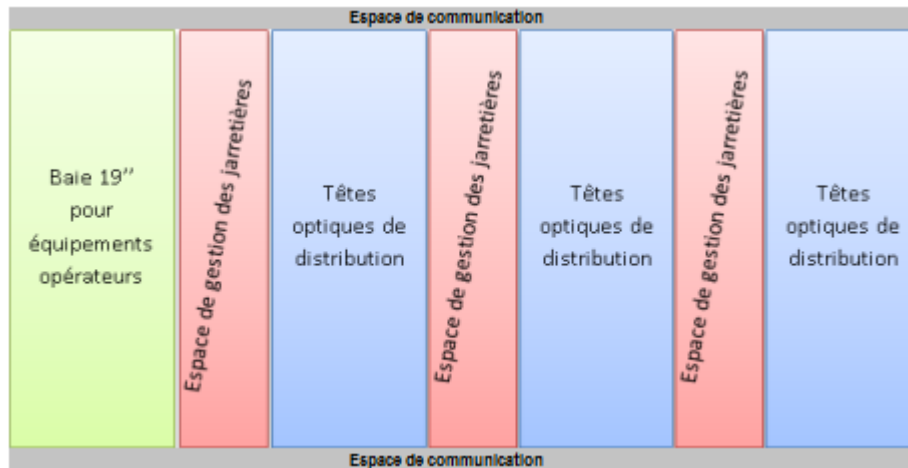 Espace de communication
Baie 19’’
pour
équipements
opérateurs
Espace de gestion des jarretières
Têtes
optiques de
distribution
Espace de gestion des jarretières
Têtes
optiques de
distribution
Espace de gestion des jarretières
Têtes
optiques de
distribution
Espace de communication